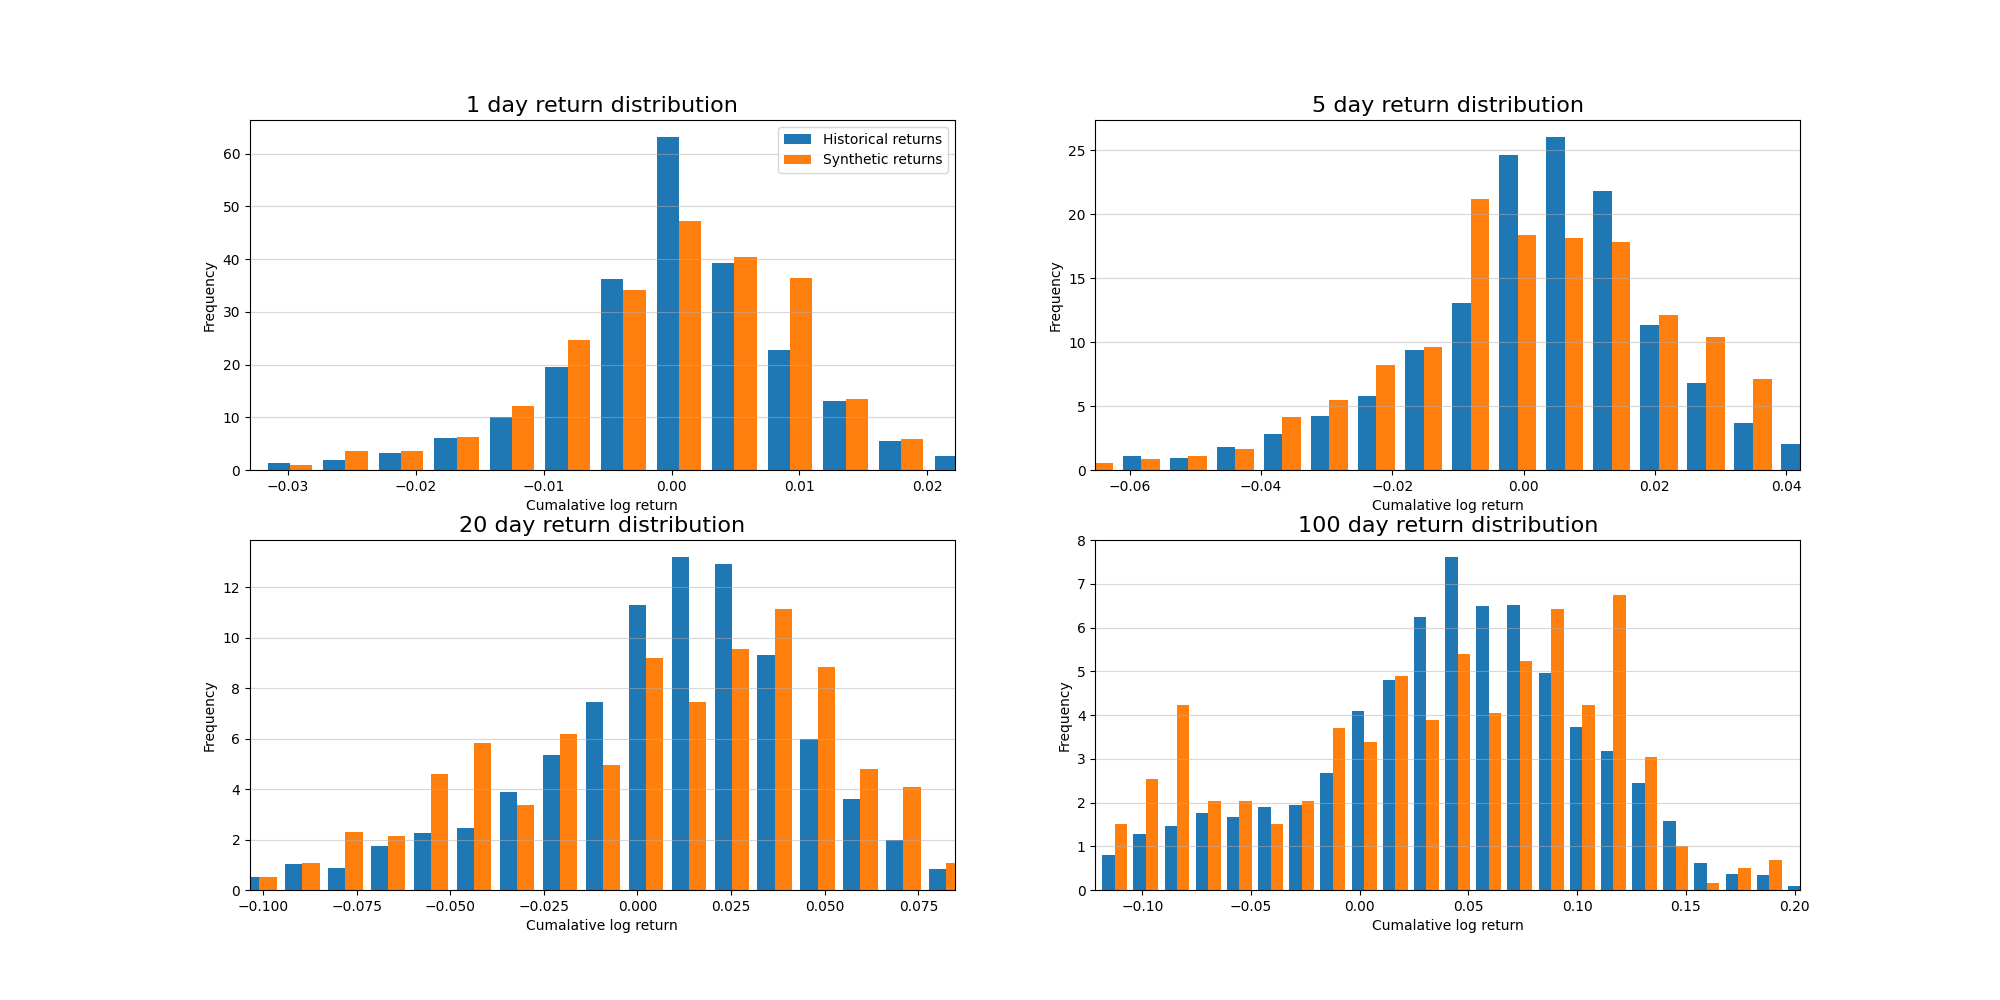 1 day return distribution
Historical returns
Synthetic returns
Frequency
60
50
40
30
20
10
0
−0.03 −0.02 −0.01 0.00 0.01 0.02
Cumalative log return
5 day return distribution
Frequency
25
20
15
10
5
0
−0.06 −0.04 −0.02 0.00 0.02 0.04
Cumalative log return
20 day return distribution
Frequency
12
10
8
6
4
2
0
−0.100 −0.075 −0.050 −0.025 0.000 0.025 0.050 0.075
Cumalative log return
100 day return distribution
Frequency
8
7
6
5
4
3
2
1
0
−0.10 −0.05 0.00 0.05 0.10 0.15 0.20
Cumalative log return